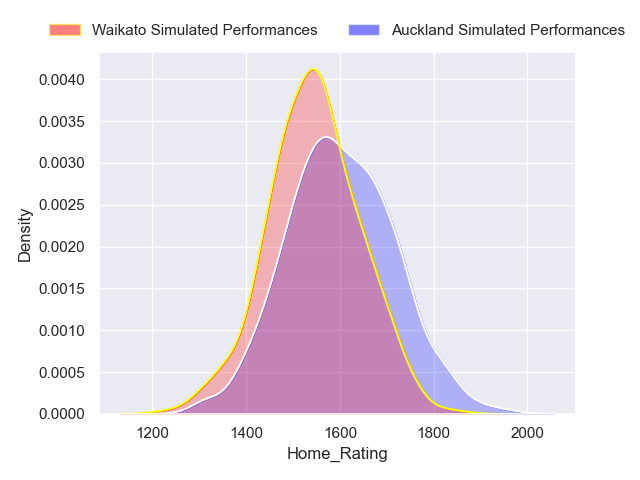 Waikato Simulated Performances
Auckland Simulated Performances
0.0040
0.0035
0.0030
0.0025
0.0020
0.0015
0.0010
0.0005
0.0000
Density
1200 1400 1600 1800 2000
Home_Rating